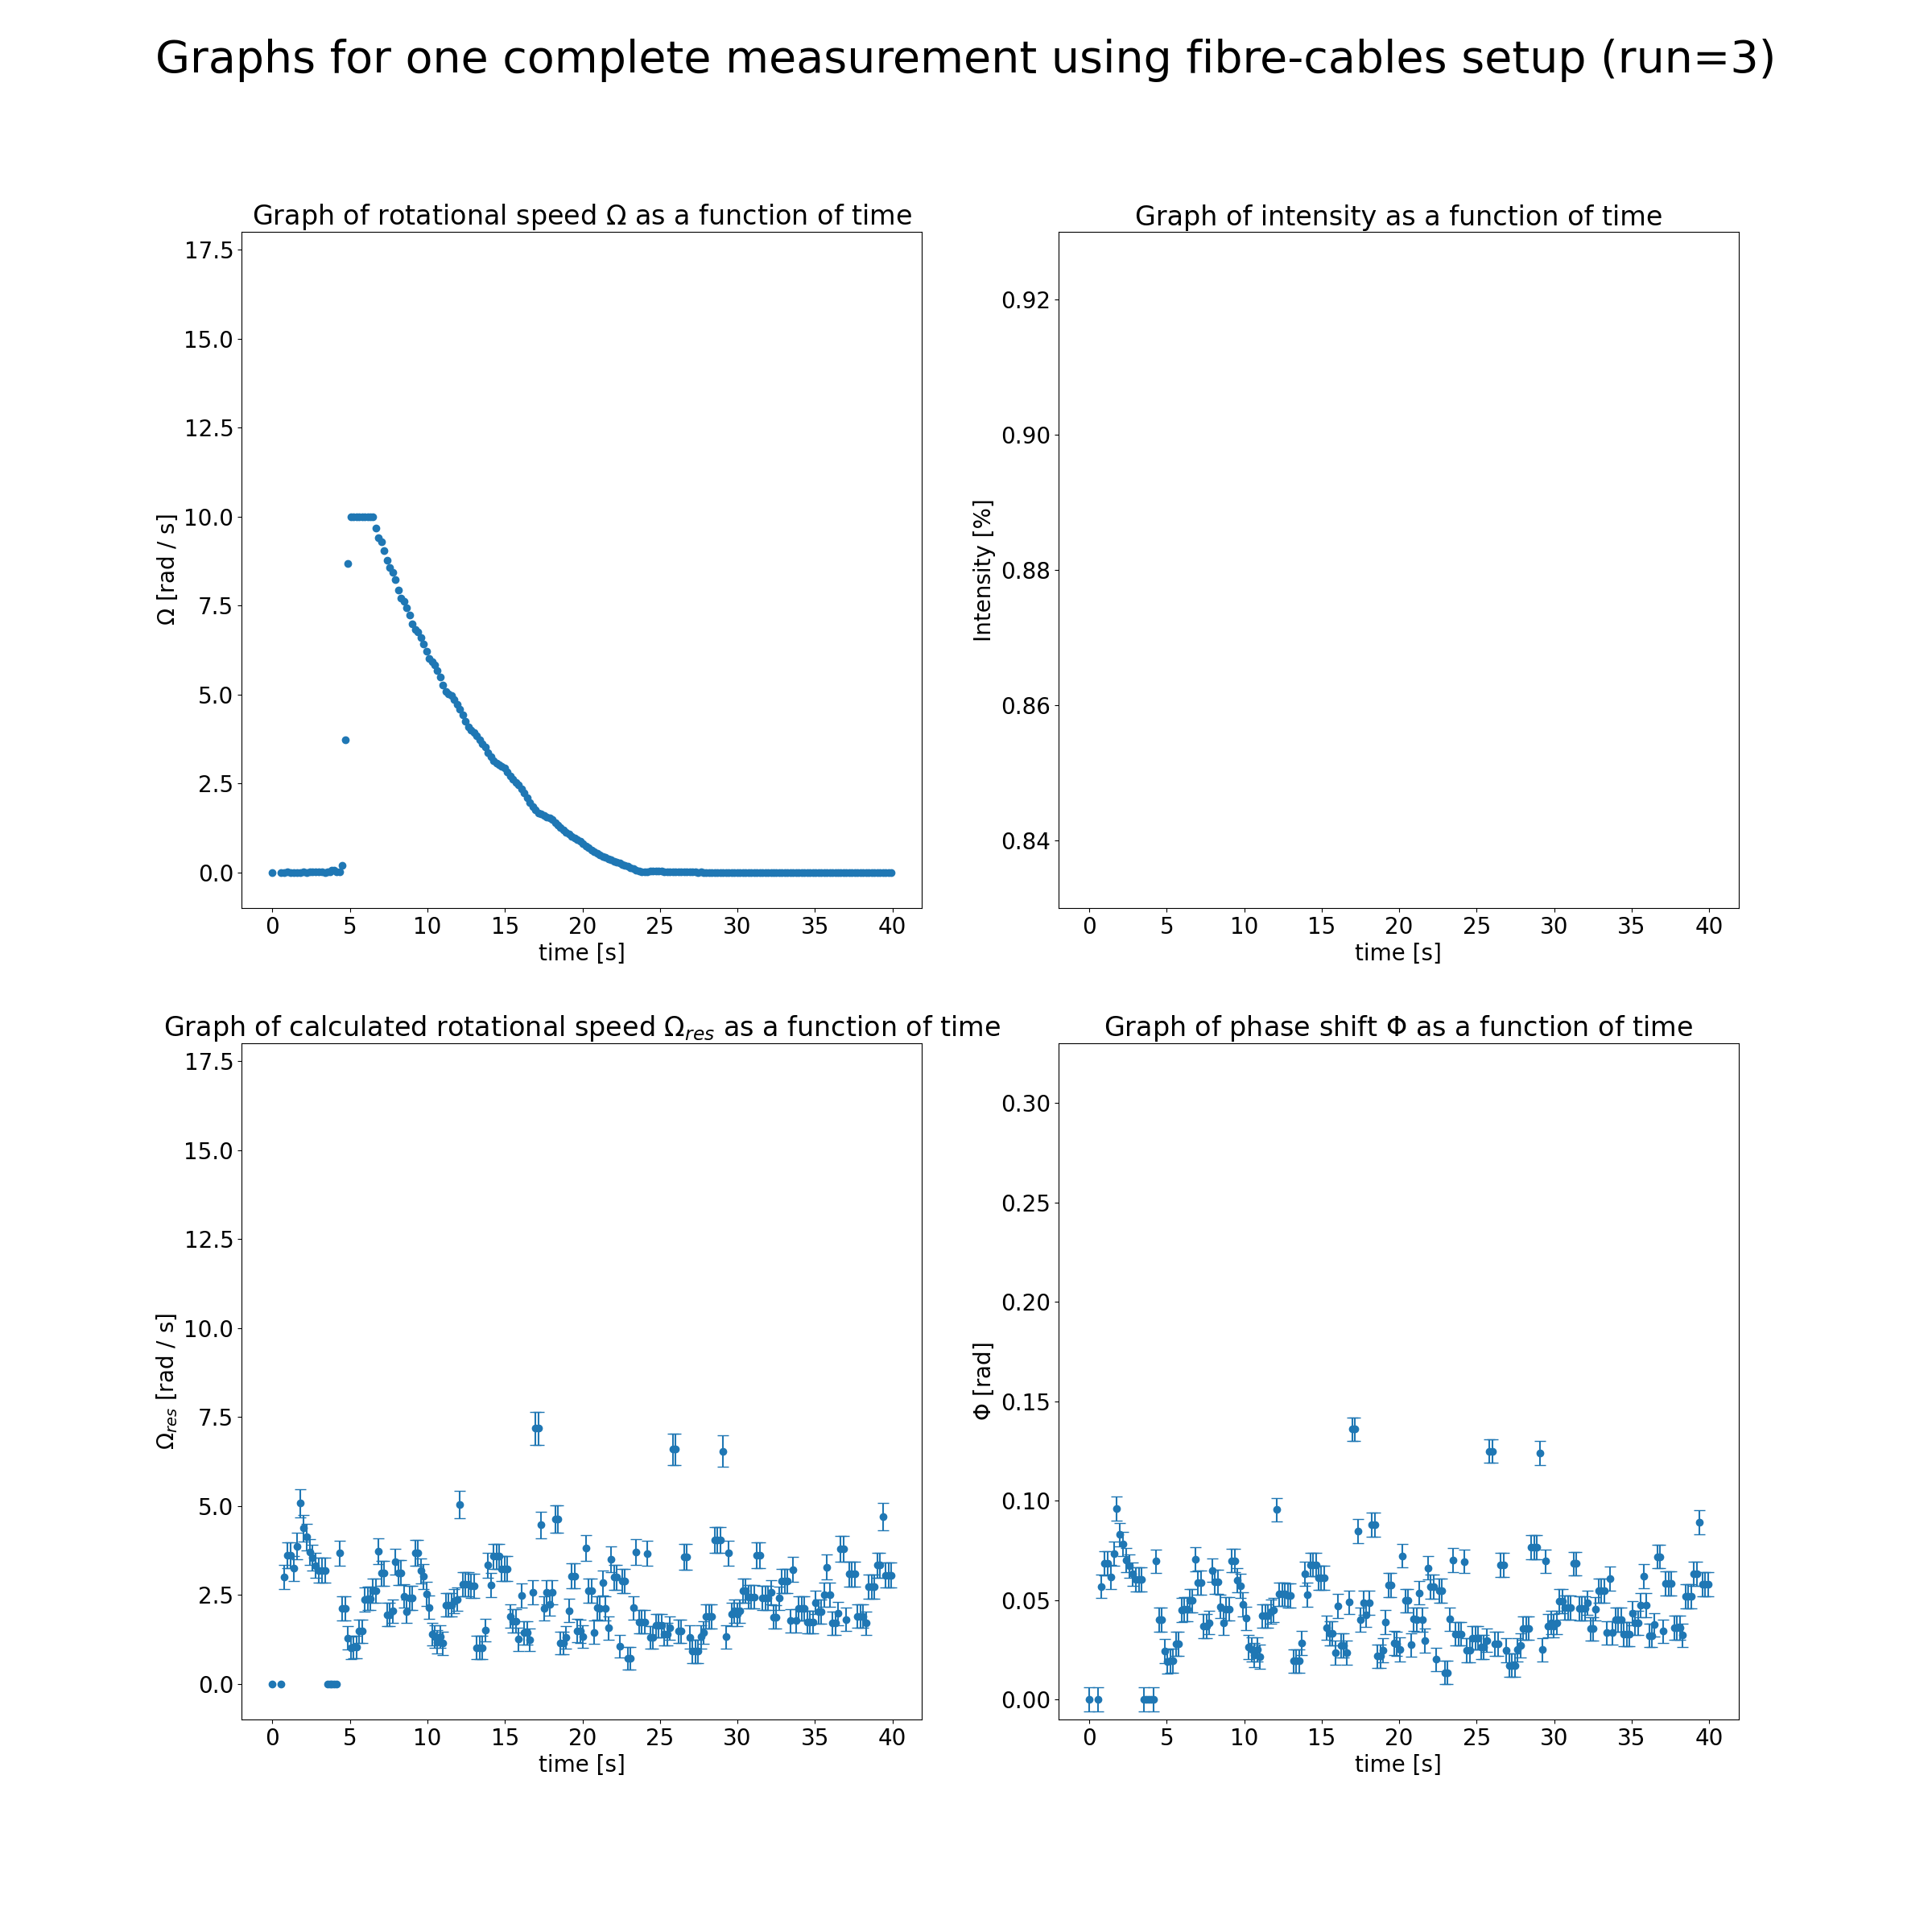 Graphs for one complete measurement using fibre-cables setup (run=3)
Graph of rotational speed Ω as a function of time
17.5
15.0
12.5
10.0
7.5
5.0
2.5
0.0
Ω [rad / s]
0 5 10 15 20 25 30 35 40
time [s]
Graph of intensity as a function of time
0.92
0.90
0.88
0.86
0.84
Intensity [%]
0 5 10 15 20 25 30 35 40
time [s]
Graph of calculated rotational speed Ωres as a function of time
17.5
15.0
12.5
10.0
7.5
5.0
2.5
0.0
Ωres [rad / s]
0 5 10 15 20 25 30 35 40
time [s]
Graph of phase shift Φ as a function of time
0.30
0.25
0.20
0.15
0.10
0.05
0.00
Φ [rad]
0 5 10 15 20 25 30 35 40
time [s]